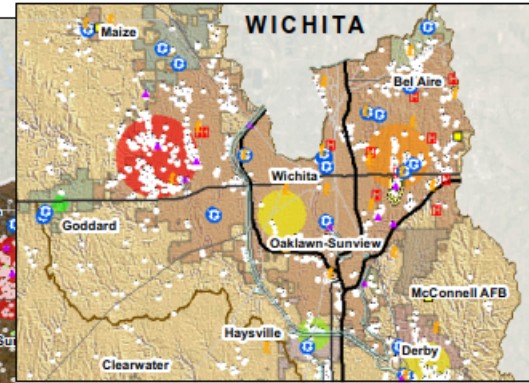 WICHITA
Maize
Bel Aire
Wichita
Goddard
Oaklawn-Sunview
McConnell AFB
Haysville
Derby
Clearwater